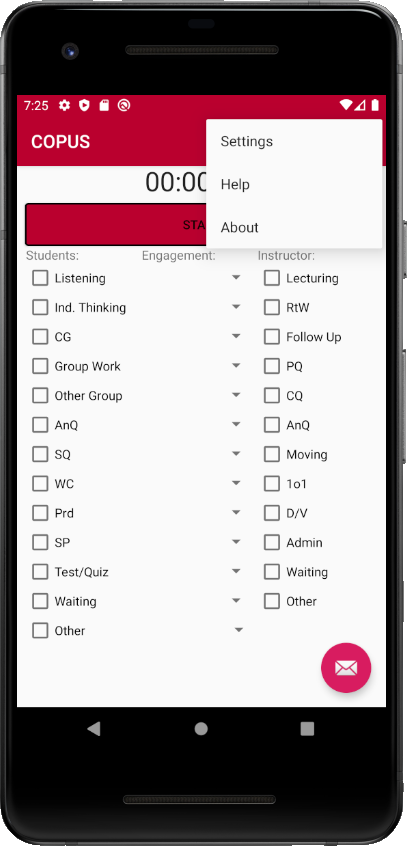 7:25
COPUS
Settings
Help
About
00:00
STA
Students: Engagement: Instructor:
Listening Lecturing
Ind. Thinking RtW
CG Follow Up
Group Work PQ
Other Group CQ
AnQ AnQ
SQ Moving
WC 1o1
Prd D/V
SP Admin
Test/Quiz Waiting
Waiting Other
Other